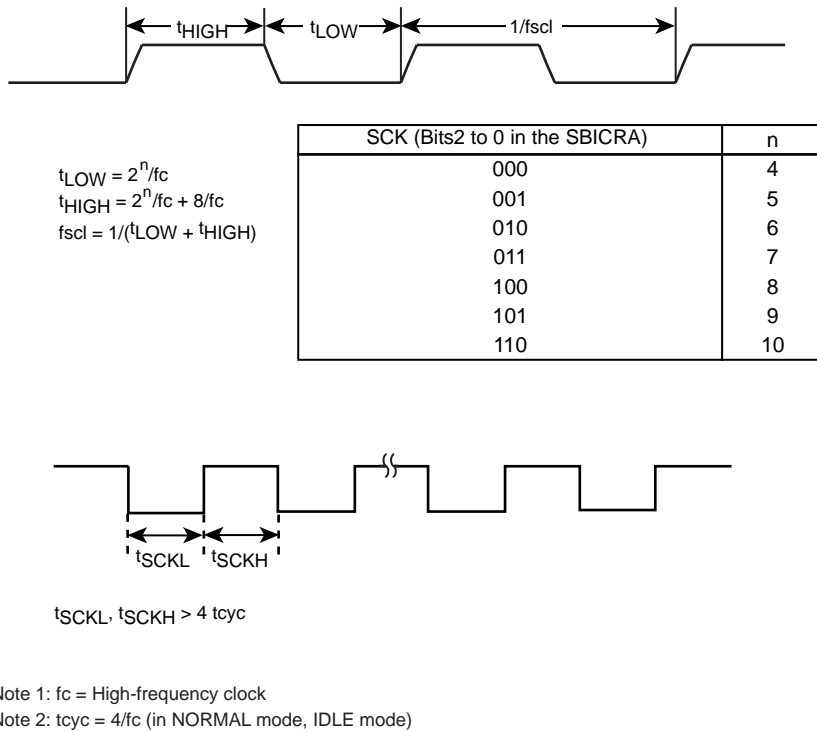 tHIGH tLOW 1/fscl
tLOW = 2^n/fc
tHIGH = 2^n/fc + 8/fc
fscl = 1/(tLOW + tHIGH)
SCK (Bits2 to 0 in the SBICRA) n
000 4
001 5
010 6
011 7
100 8
101 9
110 10
tSCKL tSCKH
tSCKL, tSCKH > 4 tcyc
Note 1: fc = High-frequency clock
Note 2: tcyc = 4/fc (in NORMAL mode, IDLE mode)